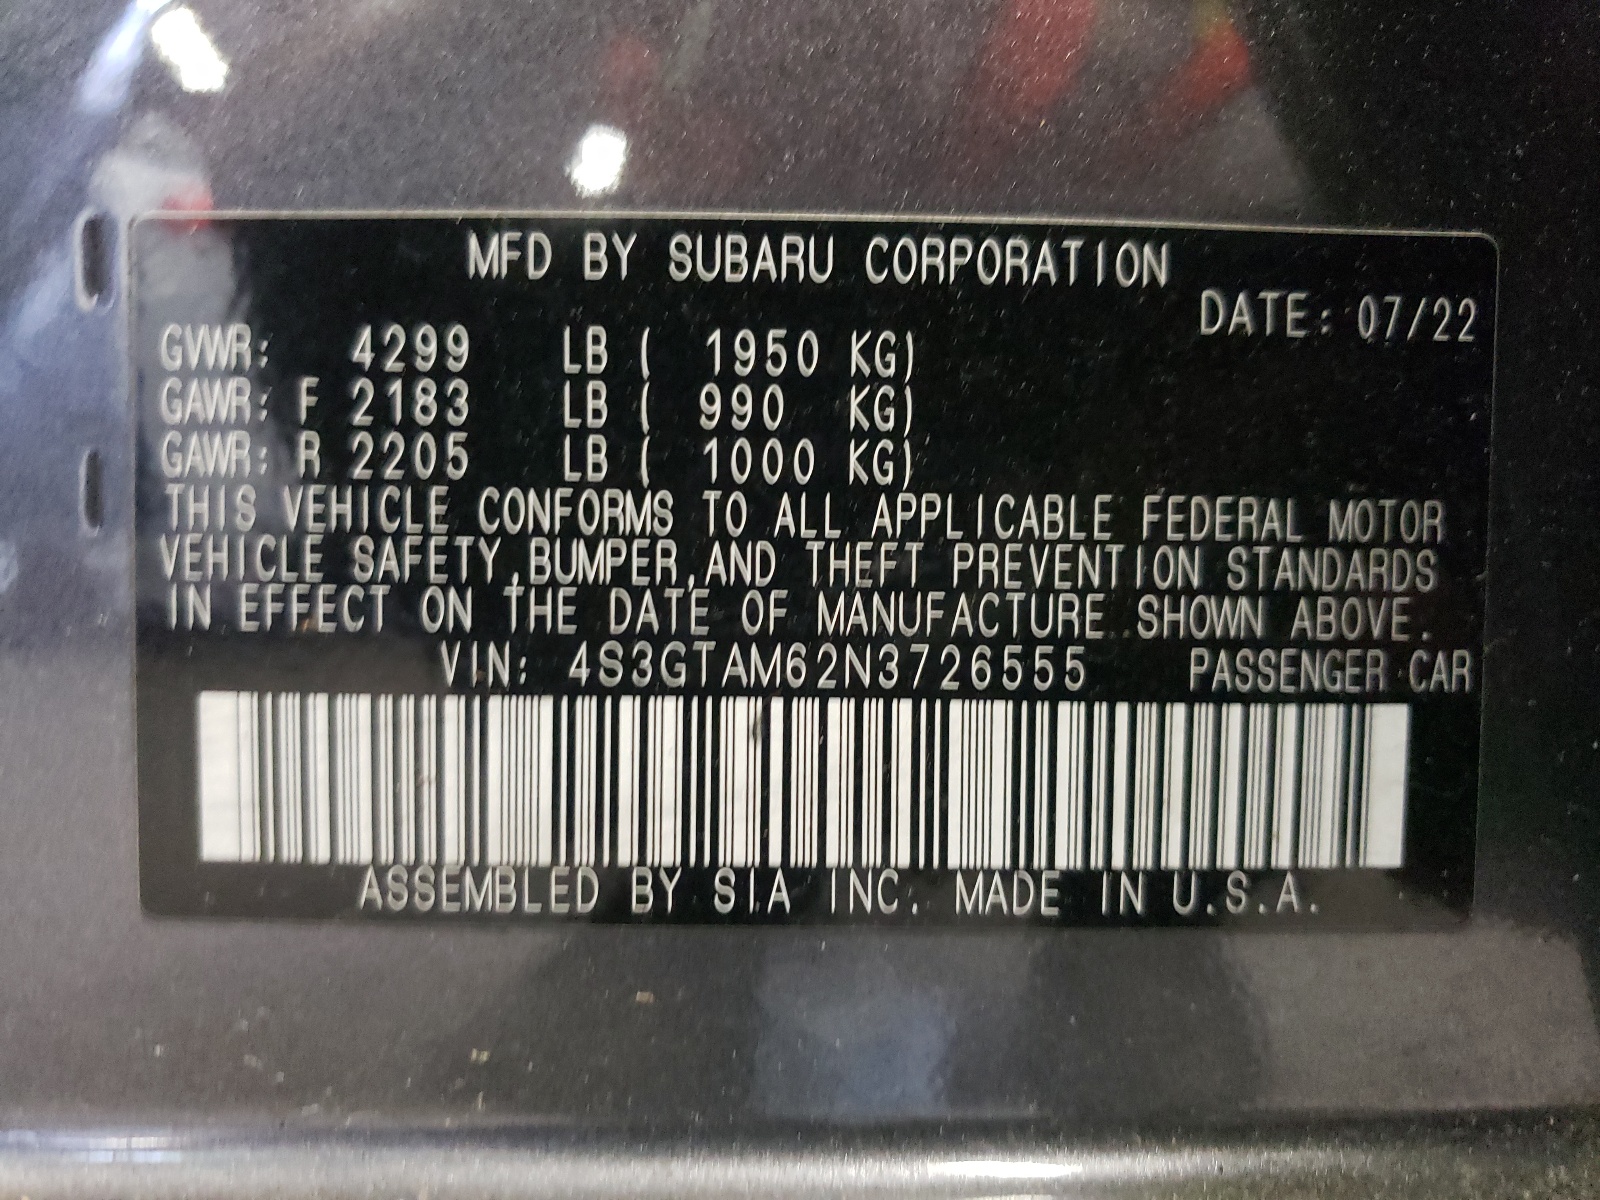 MFD BY SUBARU CORPORATION
DATE: 07/22
GVWR: 4299 LB ( 1950 KG)
GAWR: F 2183 LB ( 990 KG)
GAWR: R 2205 LB ( 1000 KG)
THIS VEHICLE CONFORMS TO ALL APPLICABLE FEDERAL MOTOR
VEHICLE SAFETY,BUMPER,AND THEFT PREVENTION STANDARDS
IN EFFECT ON THE DATE OF MANUFACTURE SHOWN ABOVE.
VIN: 4S3GTAM62N3726555 PASSENGER CAR
ASSEMBLED BY SIA INC. MADE IN U.S.A.